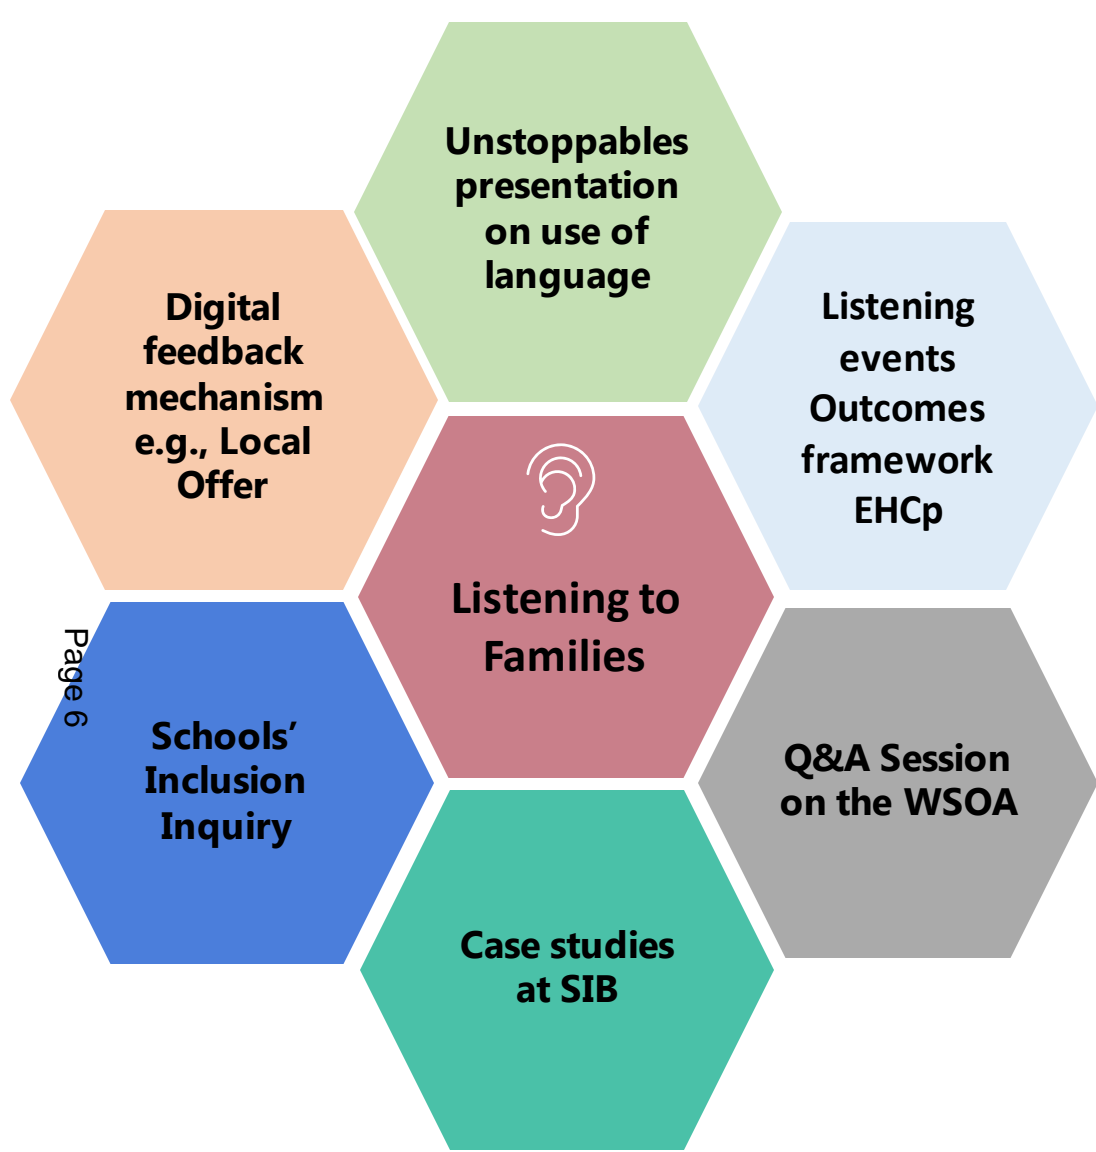 Unstoppables
presentation
on use of
language
Digital
feedback
mechanism
e.g., Local
Offer
Listening
events
Outcomes
framework
EHCp
Listening to
Families
Page 6
Schools’
Inclusion
Inquiry
Q&A Session
on the WSOA
Case studies
at SIB